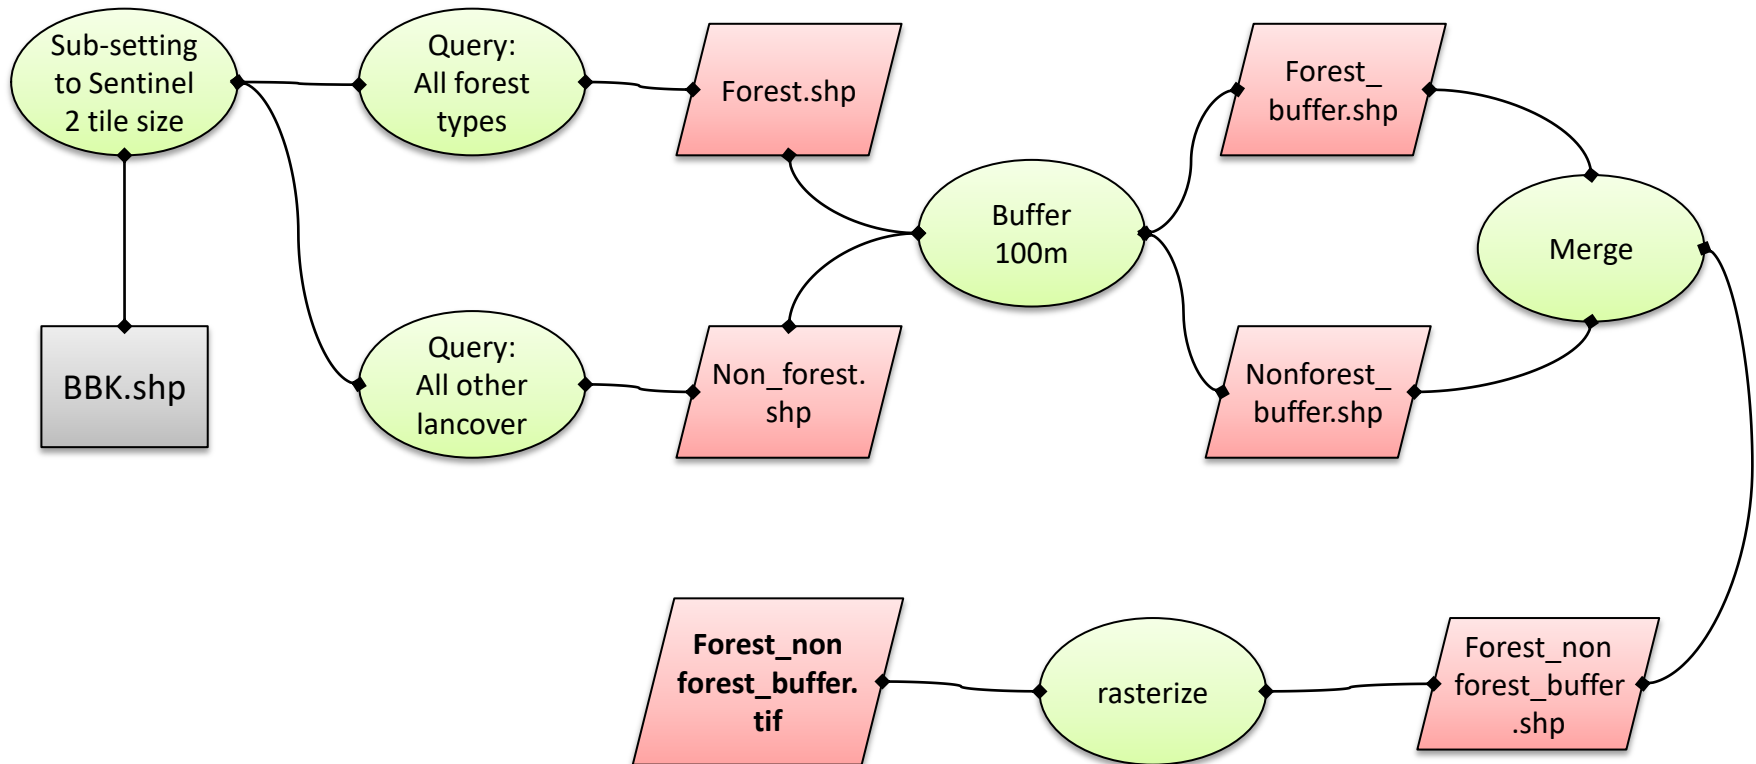 Sub-setting
to Sentinel
2 tile size
Query:
All forest
types
Forest.shp
Forest_
buffer.shp
Buffer
100m
Merge
BBK.shp
Query:
All other
lancover
Non_forest.
shp
Nonforest_
buffer.shp
Forest_non
forest_buffer.
tif
rasterize
Forest_non
forest_buffer
.shp